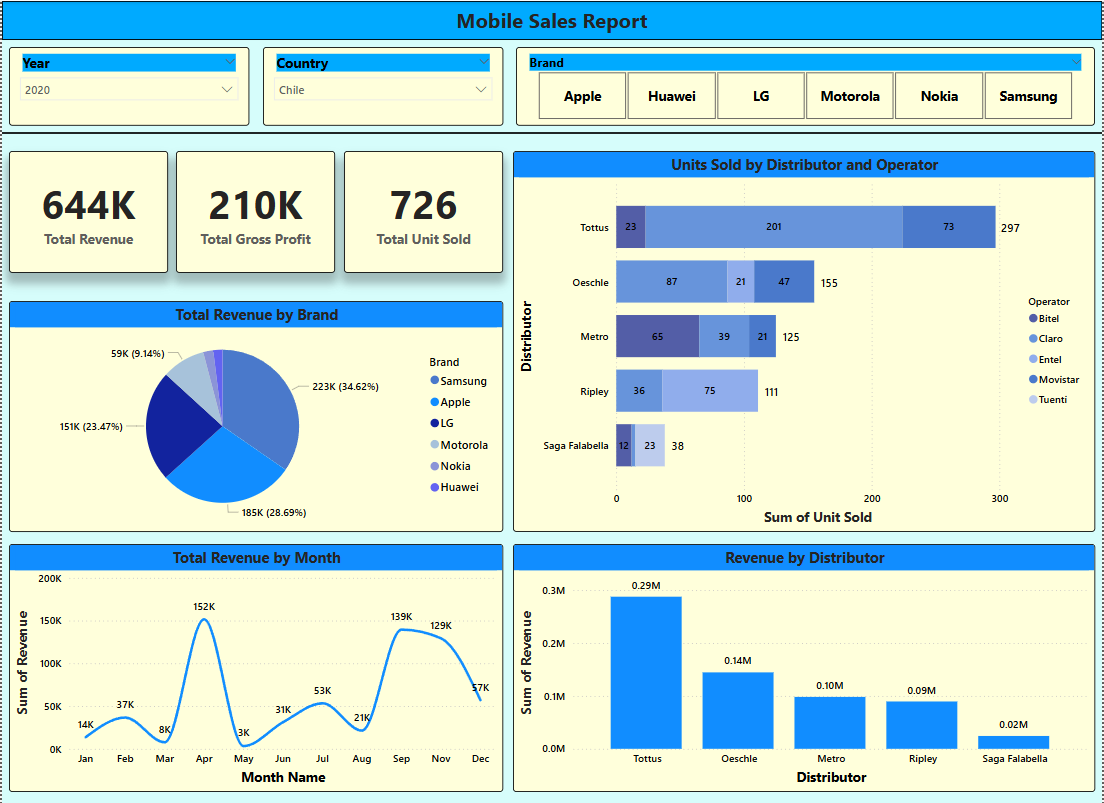 Mobile Sales Report
Year
2020
Country
Chile
Brand
Apple Huawei LG Motorola Nokia Samsung
644K
Total Revenue
210K
Total Gross Profit
726
Total Unit Sold
Units Sold by Distributor and Operator
Distributor
Tottus 23 201 73 297
Oeschle 87 21 47 155
Metro 65 39 21 125
Ripley 36 75 111
Saga Falabella 12 23 38
0 100 200 300
Sum of Unit Sold
Operator
Bitel
Claro
Entel
Movistar
Tuenti
Total Revenue by Brand
59K (9.14%)
223K (34.62%)
151K (23.47%)
185K (28.69%)
Brand
Samsung
Apple
LG
Motorola
Nokia
Huawei
Total Revenue by Month
Sum of Revenue
200K
150K
100K
50K
0K
14K 37K 8K 152K 3K 31K 53K 21K 139K 129K 57K
Jan Feb Mar Apr May Jun Jul Aug Sep Nov Dec
Month Name
Revenue by Distributor
Sum of Revenue
0.3M
0.2M
0.1M
0.0M
0.29M 0.14M 0.10M 0.09M 0.02M
Tottus Oeschle Metro Ripley Saga Falabella
Distributor